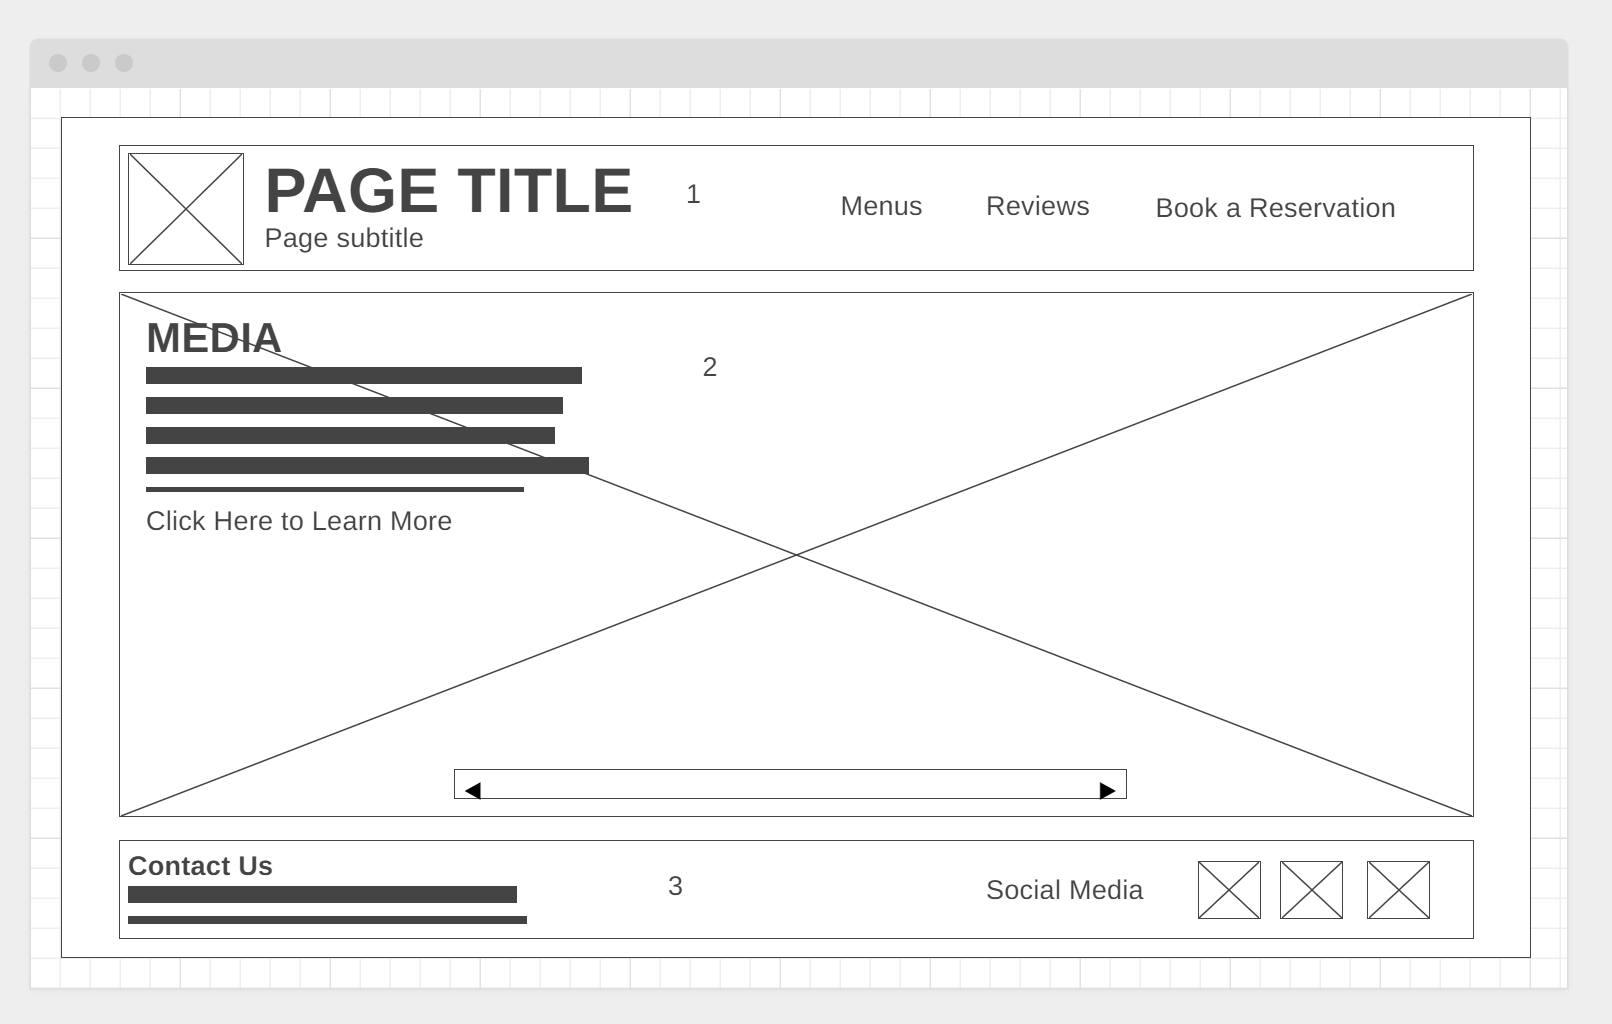 PAGE TITLE
Page subtitle
1
Menus
Reviews
Book a Reservation
MEDIA
2
Click Here to Learn More
Contact Us
3
Social Media